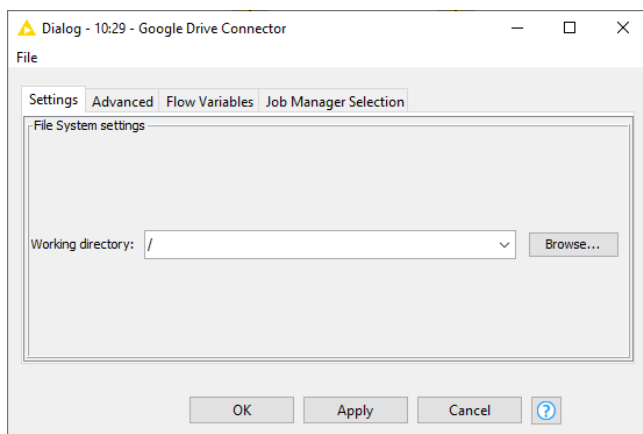 Dialog - 10:29 - Google Drive Connector
File
Settings Advanced Flow Variables Job Manager Selection
File System settings
Working directory: / Browse...
OK Apply Cancel ?